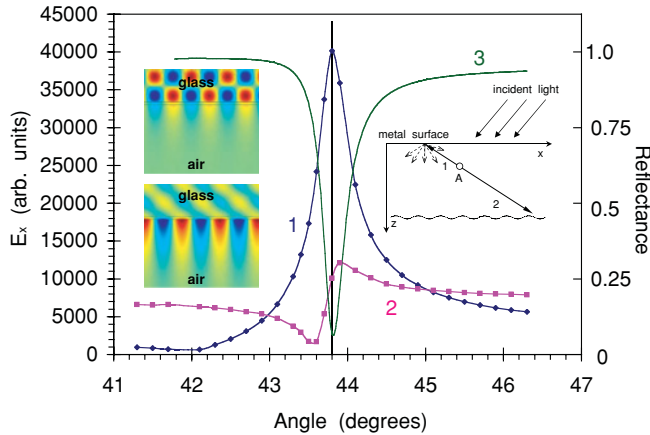 45000
40000
35000
30000
25000
20000
15000
10000
5000
0
E_x (arb. units)
41 42 43 44 45 46 47
Angle (degrees)
1.0
0.75
0.5
0.25
0
Reflectance
glass
air
glass
air
1
2
3
incident light
metal surface
x
1
A
2
z